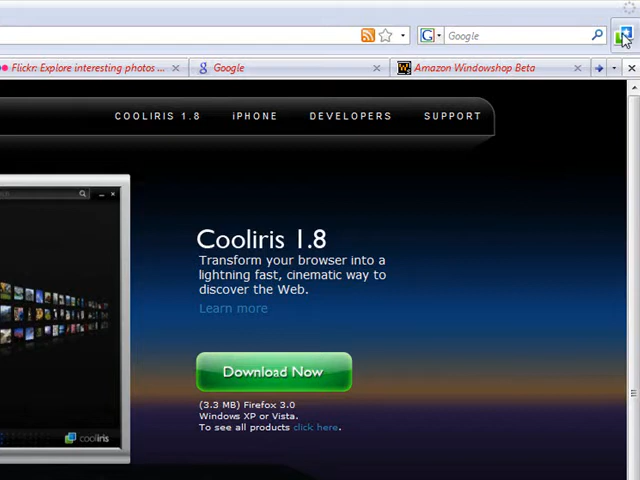 Google
Flickr: Explore interesting photos ...
Google
Amazon Windowshop Beta
COOLIRIS 1.8
iPHONE
DEVELOPERS
SUPPORT
Cooliris 1.8
Transform your browser into a
lightning fast, cinematic way to
discover the Web.
Learn more
Download Now
(3.3 MB) Firefox 3.0
Windows XP or Vista.
To see all products click here.
cooliris